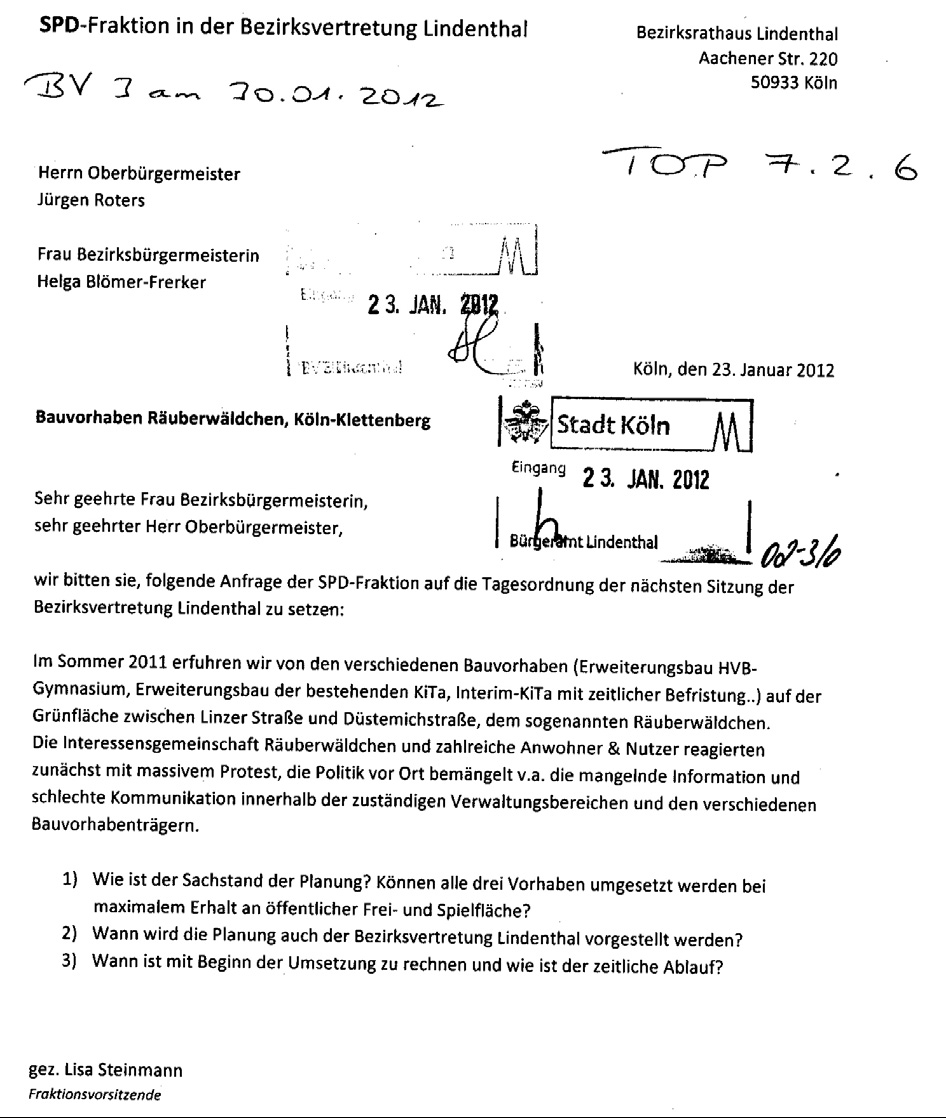 SPD-Fraktion in der Bezirksvertretung Lindenthal
Bezirksrathaus Lindenthal
Aachener Str. 220
50933 Köln
BV 3 am 30.01.2012
TOP 7.2.6
Herrn Oberbürgermeister
Jürgen Roters
Frau Bezirksbürgermeisterin
Helga Blömer-Frerker
Eingang
23. JAN. 2012
Köln, den 23. Januar 2012
Bauvorhaben Räuberwäldchen, Köln-Klettenberg
Stadt Köln
Eingang 23. JAN. 2012
Bürgeramt Lindenthal
02-3/0
Sehr geehrte Frau Bezirksbürgermeisterin,
sehr geehrter Herr Oberbürgermeister,
wir bitten sie, folgende Anfrage der SPD-Fraktion auf die Tagesordnung der nächsten Sitzung der
Bezirksvertretung Lindenthal zu setzen:
Im Sommer 2011 erfuhren wir von den verschiedenen Bauvorhaben (Erweiterungsbau HVB-
Gymnasium, Erweiterungsbau der bestehenden KiTa, Interim-KiTa mit zeitlicher Befristung..) auf der
Grünfläche zwischen Linzer Straße und Düstemichstraße, dem sogenannten Räuberwäldchen.
Die Interessensgemeinschaft Räuberwäldchen und zahlreiche Anwohner & Nutzer reagierten
zunächst mit massivem Protest, die Politik vor Ort bemängelt v.a. die mangelnde Information und
schlechte Kommunikation innerhalb der zuständigen Verwaltungsbereichen und den verschiedenen
Bauvorhabenträgern.
1) Wie ist der Sachstand der Planung? Können alle drei Vorhaben umgesetzt werden bei
maximalem Erhalt an öffentlicher Frei- und Spielfläche?
2) Wann wird die Planung auch der Bezirksvertretung Lindenthal vorgestellt werden?
3) Wann ist mit Beginn der Umsetzung zu rechnen und wie ist der zeitliche Ablauf?
gez. Lisa Steinmann
Fraktionsvorsitzende